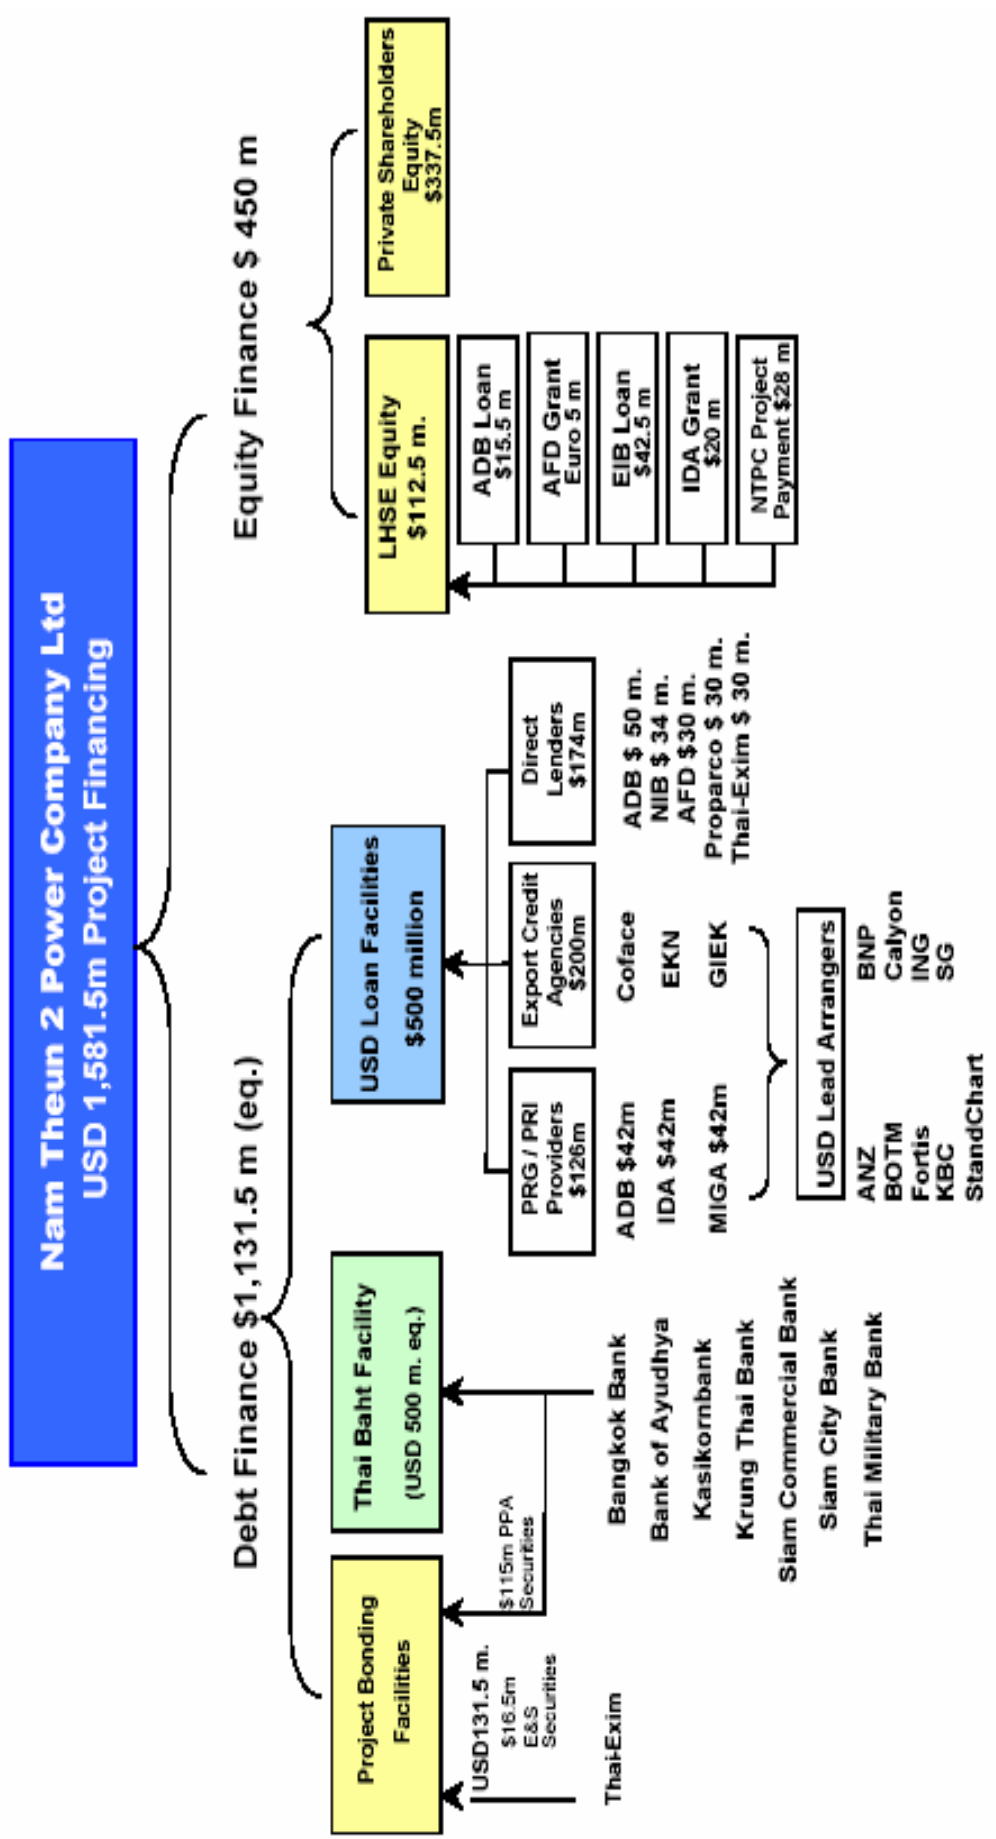 Nam Theun 2 Power Company Ltd
USD 1,581.5m Project Financing
Debt Finance $1,131.5 m (eq.)
Equity Finance $ 450 m
Project Bonding
Facilities
USD131.5 m.
$16.5m
E&S
Securities
Thai-Exim
$115m PPA
Securities
Thai Baht Facility
(USD 500 m. eq.)
Bangkok Bank
Bank of Ayudhya
Kasikornbank
Krung Thai Bank
Siam Commercial Bank
Siam City Bank
Thai Military Bank
USD Loan Facilities
$500 million
PRG / PRI
Providers
$126m
ADB $42m
IDA $42m
MIGA $42m
Export Credit
Agencies
$200m
Coface
EKN
GIEK
Direct
Lenders
$174m
ADB $ 50 m.
NIB $ 34 m.
AFD $30 m.
Proparco $ 30 m.
Thai-Exim $ 30 m.
USD Lead Arrangers
ANZ
BOTM
Fortis
KBC
StandChart
BNP
Calyon
ING
SG
LHSE Equity
$112.5 m.
ADB Loan
$15.5 m
AFD Grant
Euro 5 m
EIB Loan
$42.5 m
IDA Grant
$20 m
NTPC Project
Payment $28 m
Private Shareholders
Equity
$337.5m